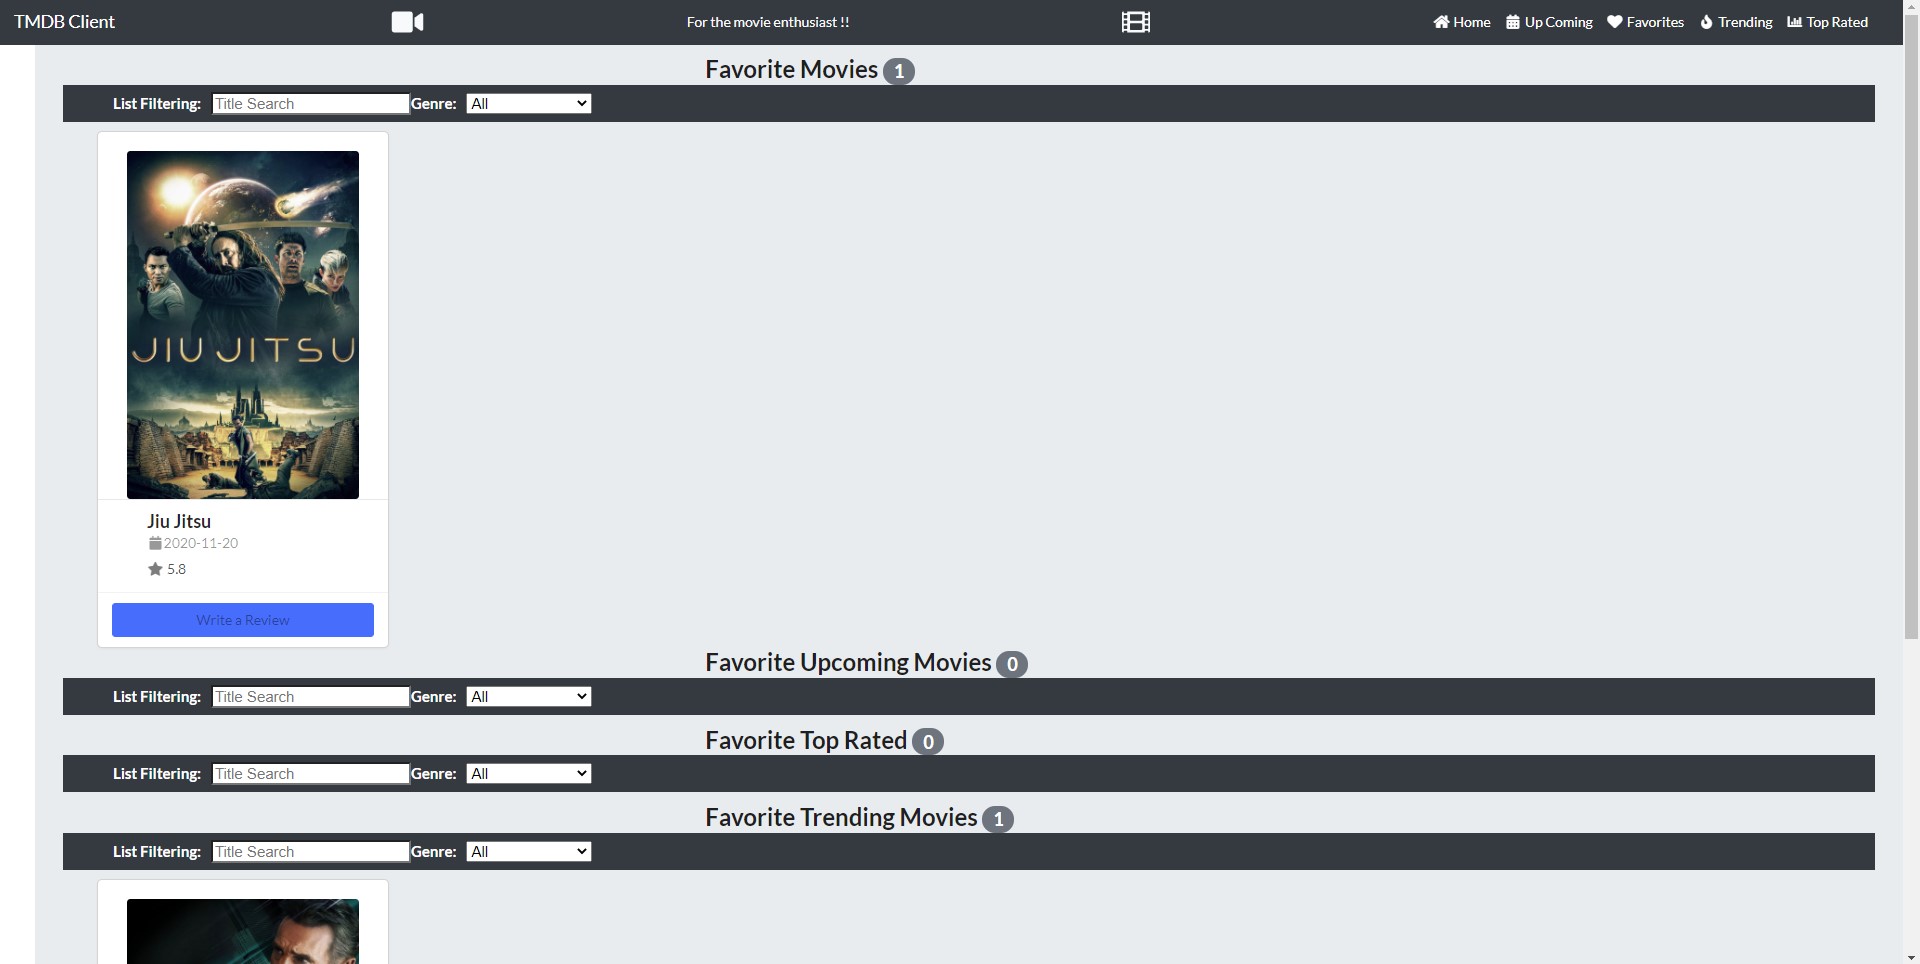 TMDB Client For the movie enthusiast !! Home Up Coming Favorites Trending Top Rated
Favorite Movies 1
List Filtering: Title Search Genre: All
JIU JITSU
Jiu Jitsu
2020-11-20
5.8
Write a Review
Favorite Upcoming Movies 0
List Filtering: Title Search Genre: All
Favorite Top Rated 0
List Filtering: Title Search Genre: All
Favorite Trending Movies 1
List Filtering: Title Search Genre: All